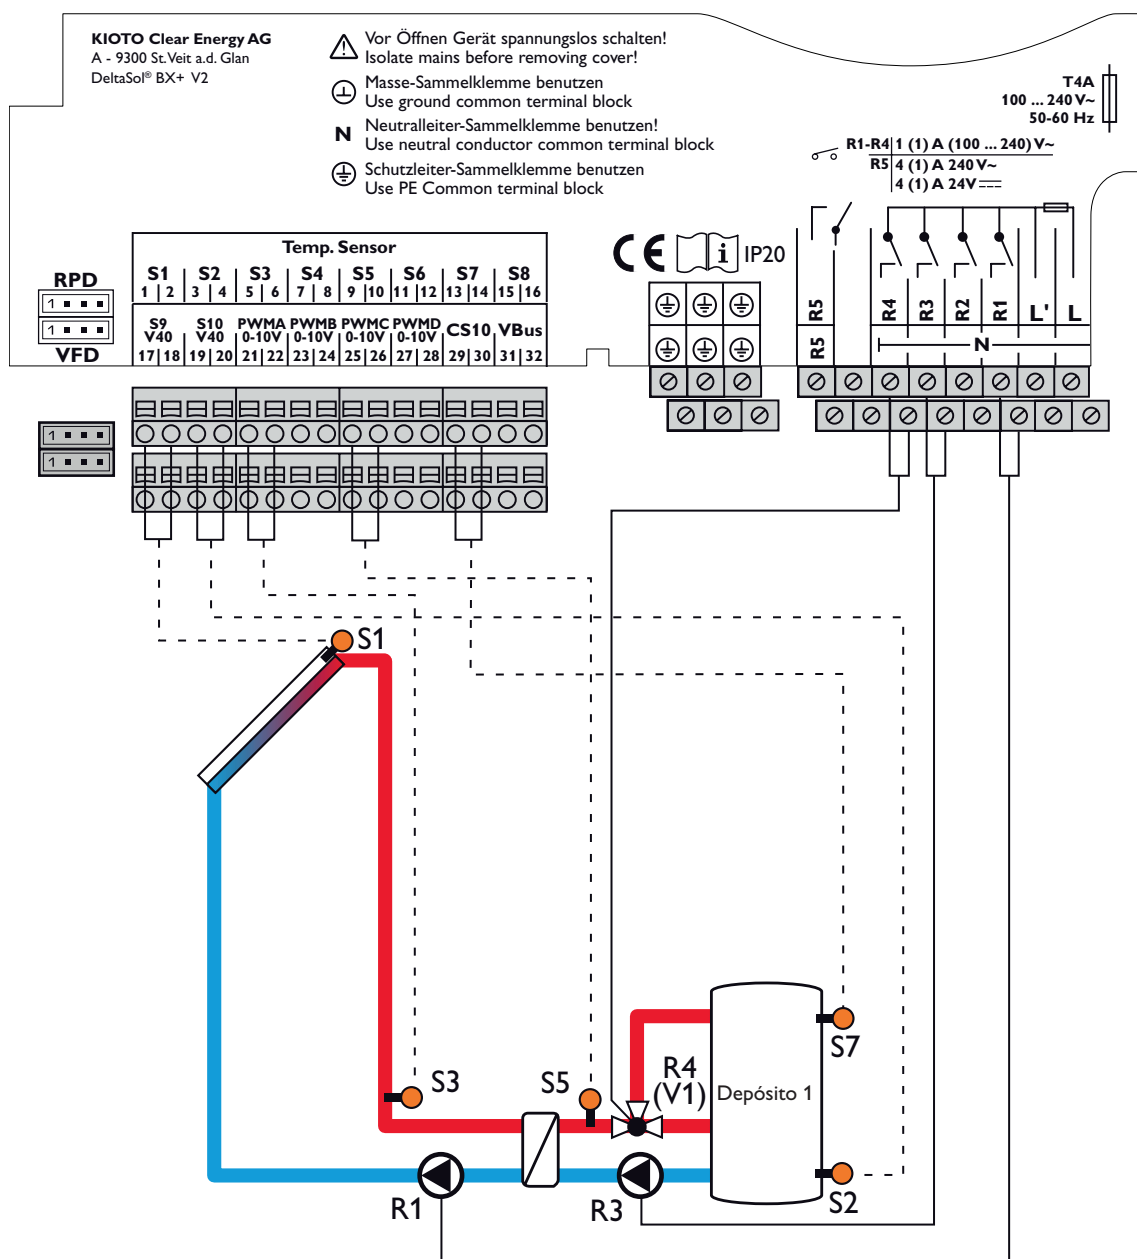 KIOTO Clear Energy AG
A - 9300 St.Veit a.d. Glan
DeltaSol® BX+ V2
Vor Öffnen Gerät spannungslos schalten!
Isolate mains before removing cover!
Masse-Sammelklemme benutzen
Use ground common terminal block
N Neutralleiter-Sammelklemme benutzen!
Use neutral conductor common terminal block
Schutzleiter-Sammelklemme benutzen
Use PE Common terminal block
T4A
100 ... 240 V~
50-60 Hz
R1-R4 1 (1) A (100 ... 240) V~
R5 4 (1) A 240 V~
4 (1) A 24V
CE i IP20
Temp. Sensor
S1 S2 S3 S4 S5 S6 S7 S8
1 2 3 4 5 6 7 8 9 10 11 12 13 14 15 16
S9 S10 PWMA PWMB PWMC PWMD CS10 VBus
V40 V40 0-10V 0-10V 0-10V 0-10V
17 18 19 20 21 22 23 24 25 26 27 28 29 30 31 32
RPD
1
1
VFD
1
1
R5 R4 R3 R2 R1 L' L
R5 N
S1
S3
S5
R4
(V1)
Depósito 1
S7
S2
R1
R3